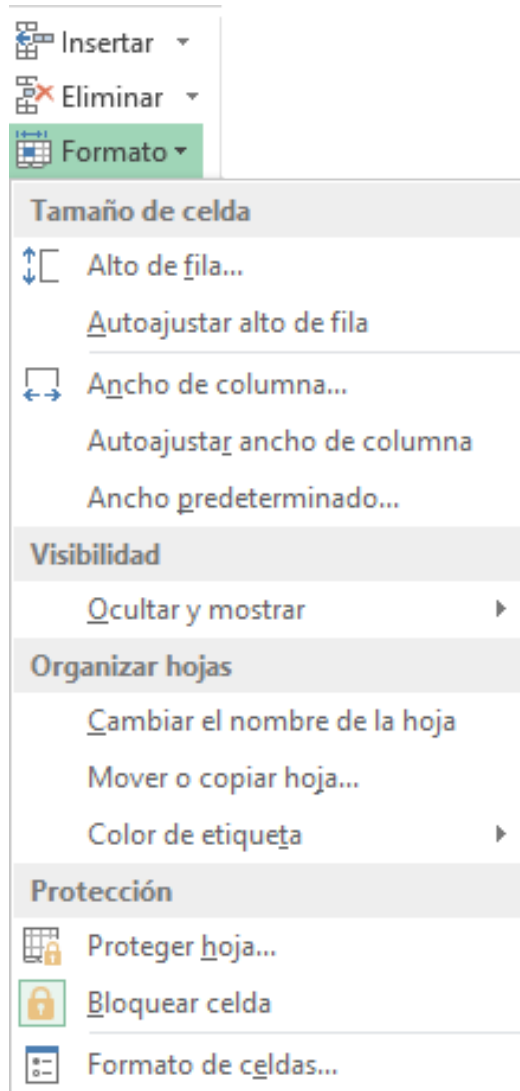 Insertar
Eliminar
Formato
Tamaño de celda
Alto de fila...
Autoajustar alto de fila
Ancho de columna...
Autoajustar ancho de columna
Ancho predeterminado...
Visibilidad
Ocultar y mostrar
Organizar hojas
Cambiar el nombre de la hoja
Mover o copiar hoja...
Color de etiqueta
Protección
Proteger hoja...
Bloquear celda
Formato de celdas...